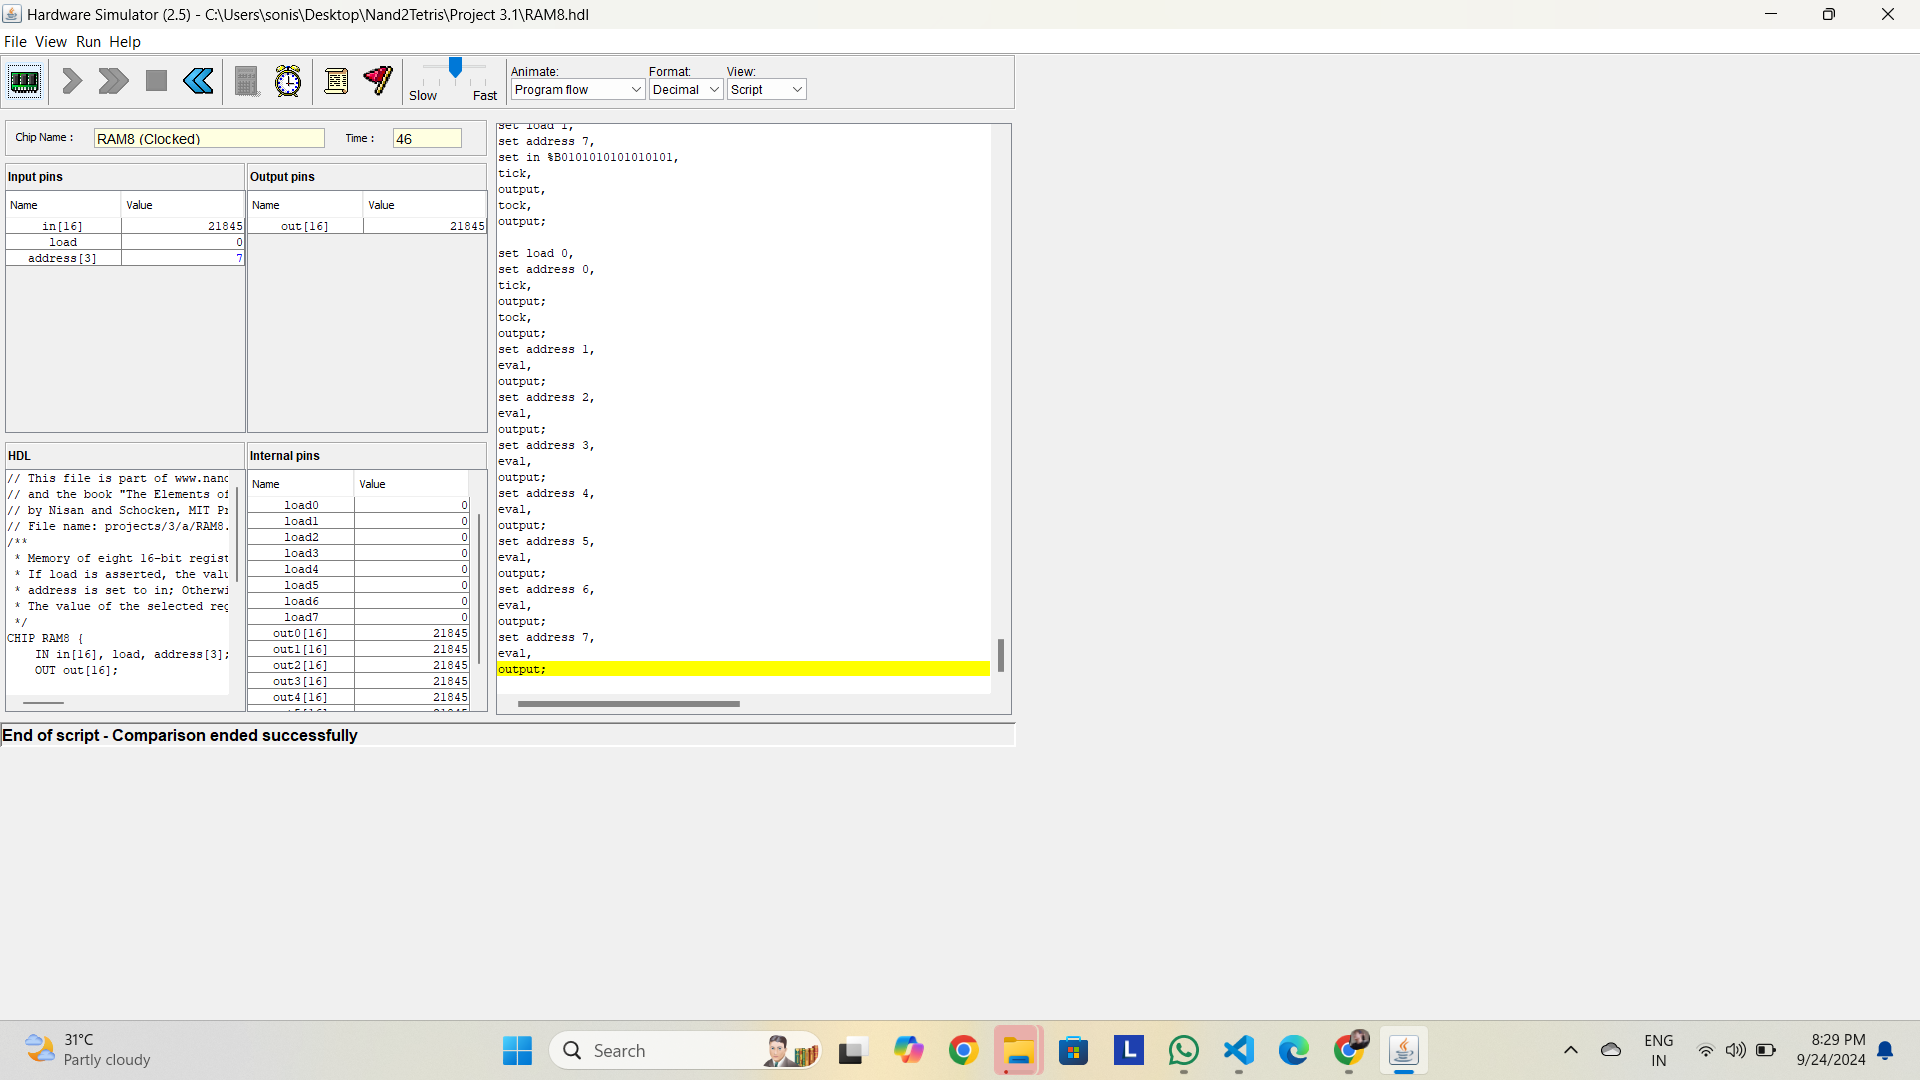 Hardware Simulator (2.5) - C:\Users\sonis\Desktop\Nand2Tetris\Project 3.1\RAM8.hdl
File View Run Help
Slow Fast
Animate: Format: View:
Program flow Decimal Script
Chip Name : RAM8 (Clocked) Time : 46
Input pins
Name Value
in[16] 21845
load 0
address[3] 7
Output pins
Name Value
out[16] 21845
HDL
// This file is part of www.nand
// and the book "The Elements of
// by Nisan and Schocken, MIT Pr
// File name: projects/3/a/RAM8.
/**
* Memory of eight 16-bit regist
* If load is asserted, the valu
* address is set to in; Otherwi
* The value of the selected reg
*/
CHIP RAM8 {
IN in[16], load, address[3];
OUT out[16];
Internal pins
Name Value
load0 0
load1 0
load2 0
load3 0
load4 0
load5 0
load6 0
load7 0
out0[16] 21845
out1[16] 21845
out2[16] 21845
out3[16] 21845
out4[16] 21845
set load 1,
set address 7,
set in %B0101010101010101,
tick,
output,
tock,
output;
set load 0,
set address 0,
tick,
output;
tock,
output;
set address 1,
eval,
output;
set address 2,
eval,
output;
set address 3,
eval,
output;
set address 4,
eval,
output;
set address 5,
eval,
output;
set address 6,
eval,
output;
set address 7,
eval,
output;
End of script - Comparison ended successfully
31°C
Partly cloudy
Search
L
ENG
IN
8:29 PM
9/24/2024